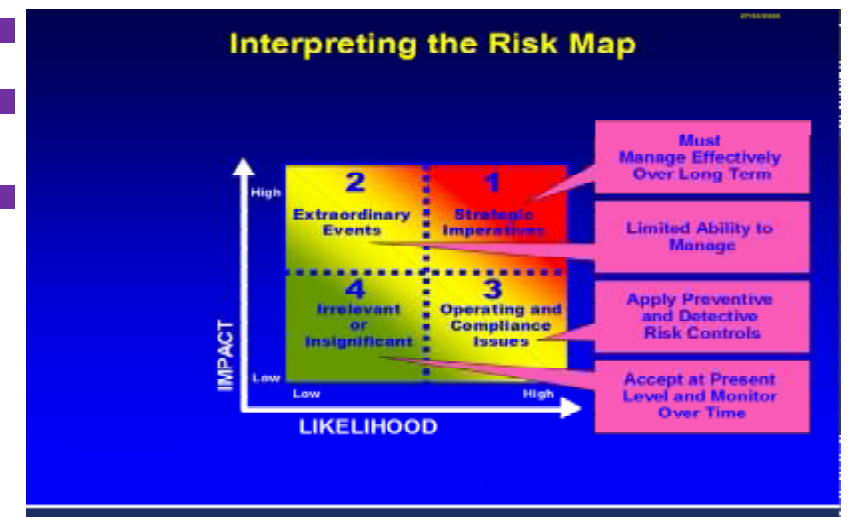 Interpreting the Risk Map
Must
Manage Effectively
Over Long Term
High
2
1
Extraordinary
Events
Strategic
Imperatives
Limited Ability to
Manage
4
3
Irrelevant
or
Insignificant
Operating and
Compliance
Issues
Apply Preventive
and Detective
Risk Controls
IMPACT
Low
Low
High
Accept at Present
Level and Monitor
Over Time
LIKELIHOOD